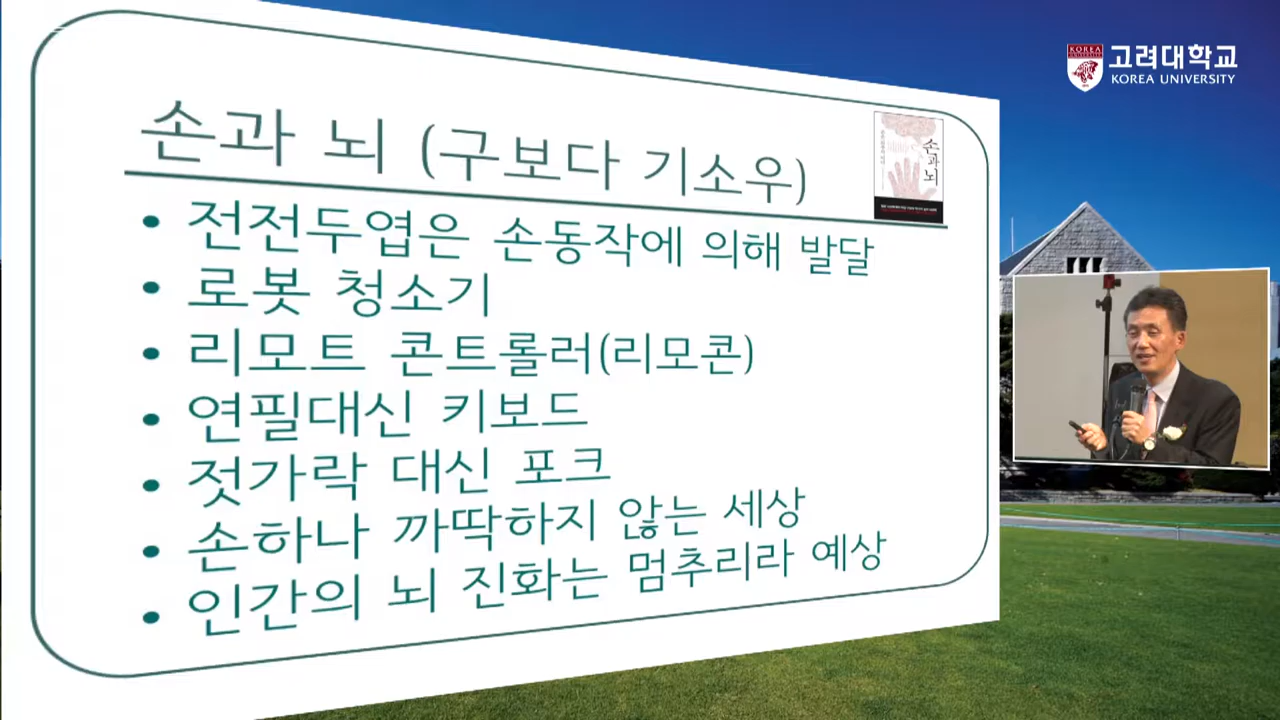 손과 뇌 (구보다 기소우)
• 전전두엽은 손동작에 의해 발달
• 로봇 청소기
• 리모트 콘트롤러(리모콘)
• 연필대신 키보드
• 젓가락 대신 포크
• 손하나 까딱하지 않는 세상
• 인간의 뇌 진화는 멈추리라 예상
손과 뇌
KOREA
UNIVERSITY
고려대학교
KOREA UNIVERSITY